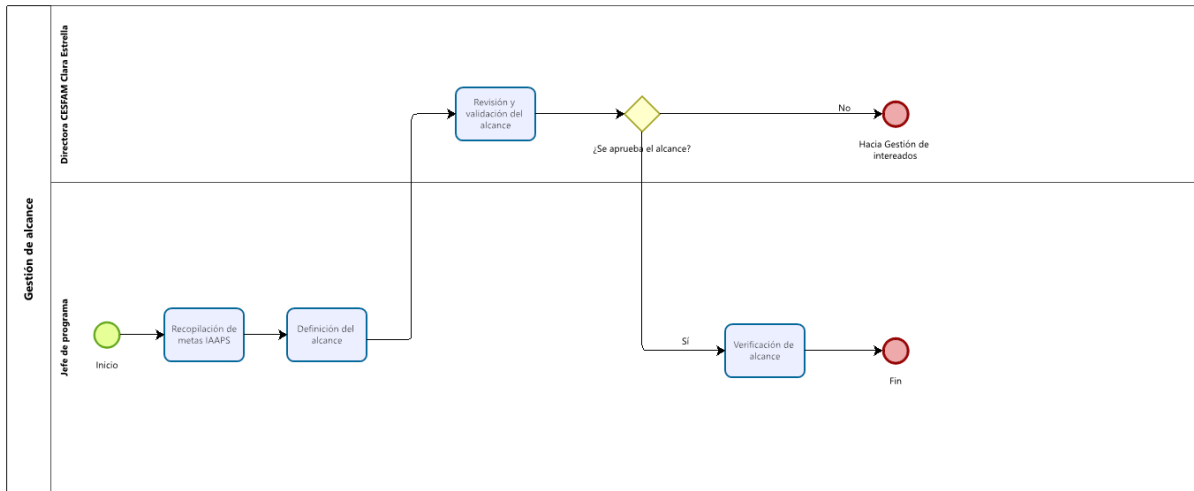 Gestión de alcance
Directora CESFAM Clara Estrella
Revisión y
validación del
alcance
¿Se aprueba el alcance?
No
Hacia Gestión de
intereados
Jefe de programa
Inicio
Recopilación de
metas IAAPS
Definición del
alcance
Sí
Verificación de
alcance
Fin